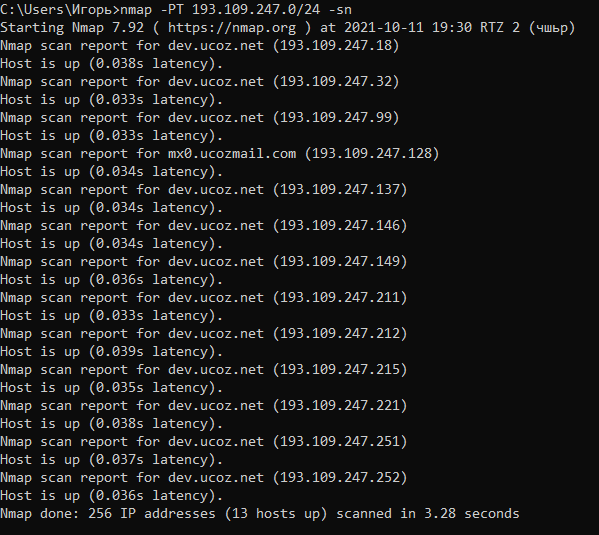 C:\Users\Игорь>nmap -PT 193.109.247.0/24 -sn
Starting Nmap 7.92 ( https://nmap.org ) at 2021-10-11 19:30 RTZ 2 (чшьр)
Nmap scan report for dev.ucoz.net (193.109.247.18)
Host is up (0.038s latency).
Nmap scan report for dev.ucoz.net (193.109.247.32)
Host is up (0.033s latency).
Nmap scan report for dev.ucoz.net (193.109.247.99)
Host is up (0.033s latency).
Nmap scan report for mx0.ucozmail.com (193.109.247.128)
Host is up (0.034s latency).
Nmap scan report for dev.ucoz.net (193.109.247.137)
Host is up (0.034s latency).
Nmap scan report for dev.ucoz.net (193.109.247.146)
Host is up (0.034s latency).
Nmap scan report for dev.ucoz.net (193.109.247.149)
Host is up (0.036s latency).
Nmap scan report for dev.ucoz.net (193.109.247.211)
Host is up (0.033s latency).
Nmap scan report for dev.ucoz.net (193.109.247.212)
Host is up (0.039s latency).
Nmap scan report for dev.ucoz.net (193.109.247.215)
Host is up (0.035s latency).
Nmap scan report for dev.ucoz.net (193.109.247.221)
Host is up (0.038s latency).
Nmap scan report for dev.ucoz.net (193.109.247.251)
Host is up (0.037s latency).
Nmap scan report for dev.ucoz.net (193.109.247.252)
Host is up (0.036s latency).
Nmap done: 256 IP addresses (13 hosts up) scanned in 3.28 seconds